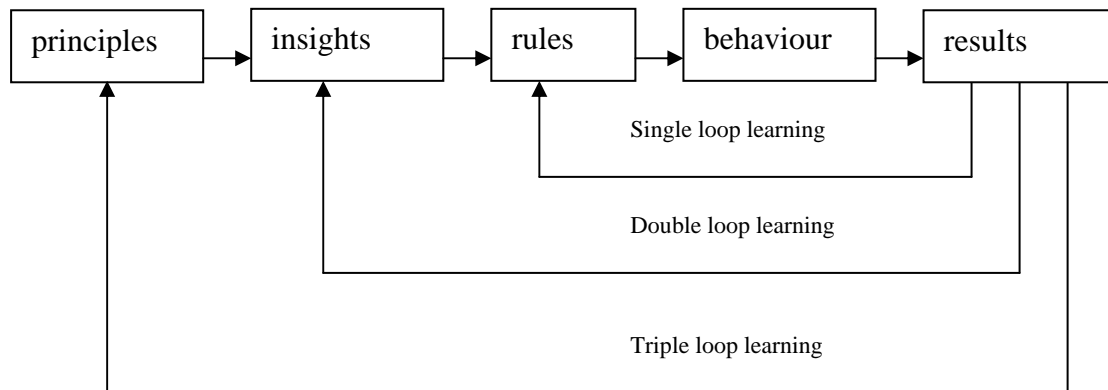 principles
insights
rules
behaviour
results
Single loop learning
Double loop learning
Triple loop learning